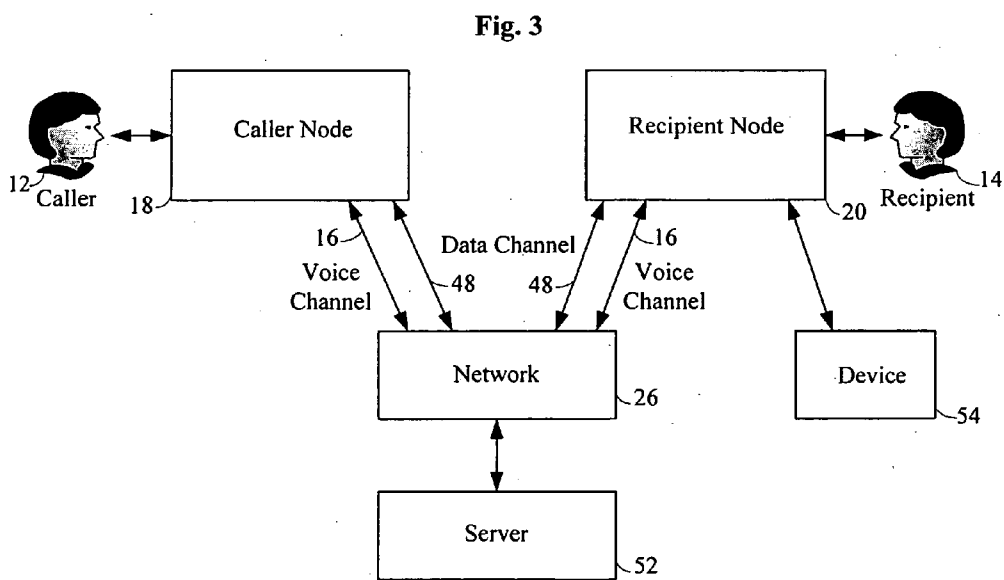 Fig. 3
Caller Node
Recipient Node
12
Caller
18
14
Recipient
20
16
Data Channel
16
Voice
Channel
48
48
Voice
Channel
Network
26
Device
54
Server
52